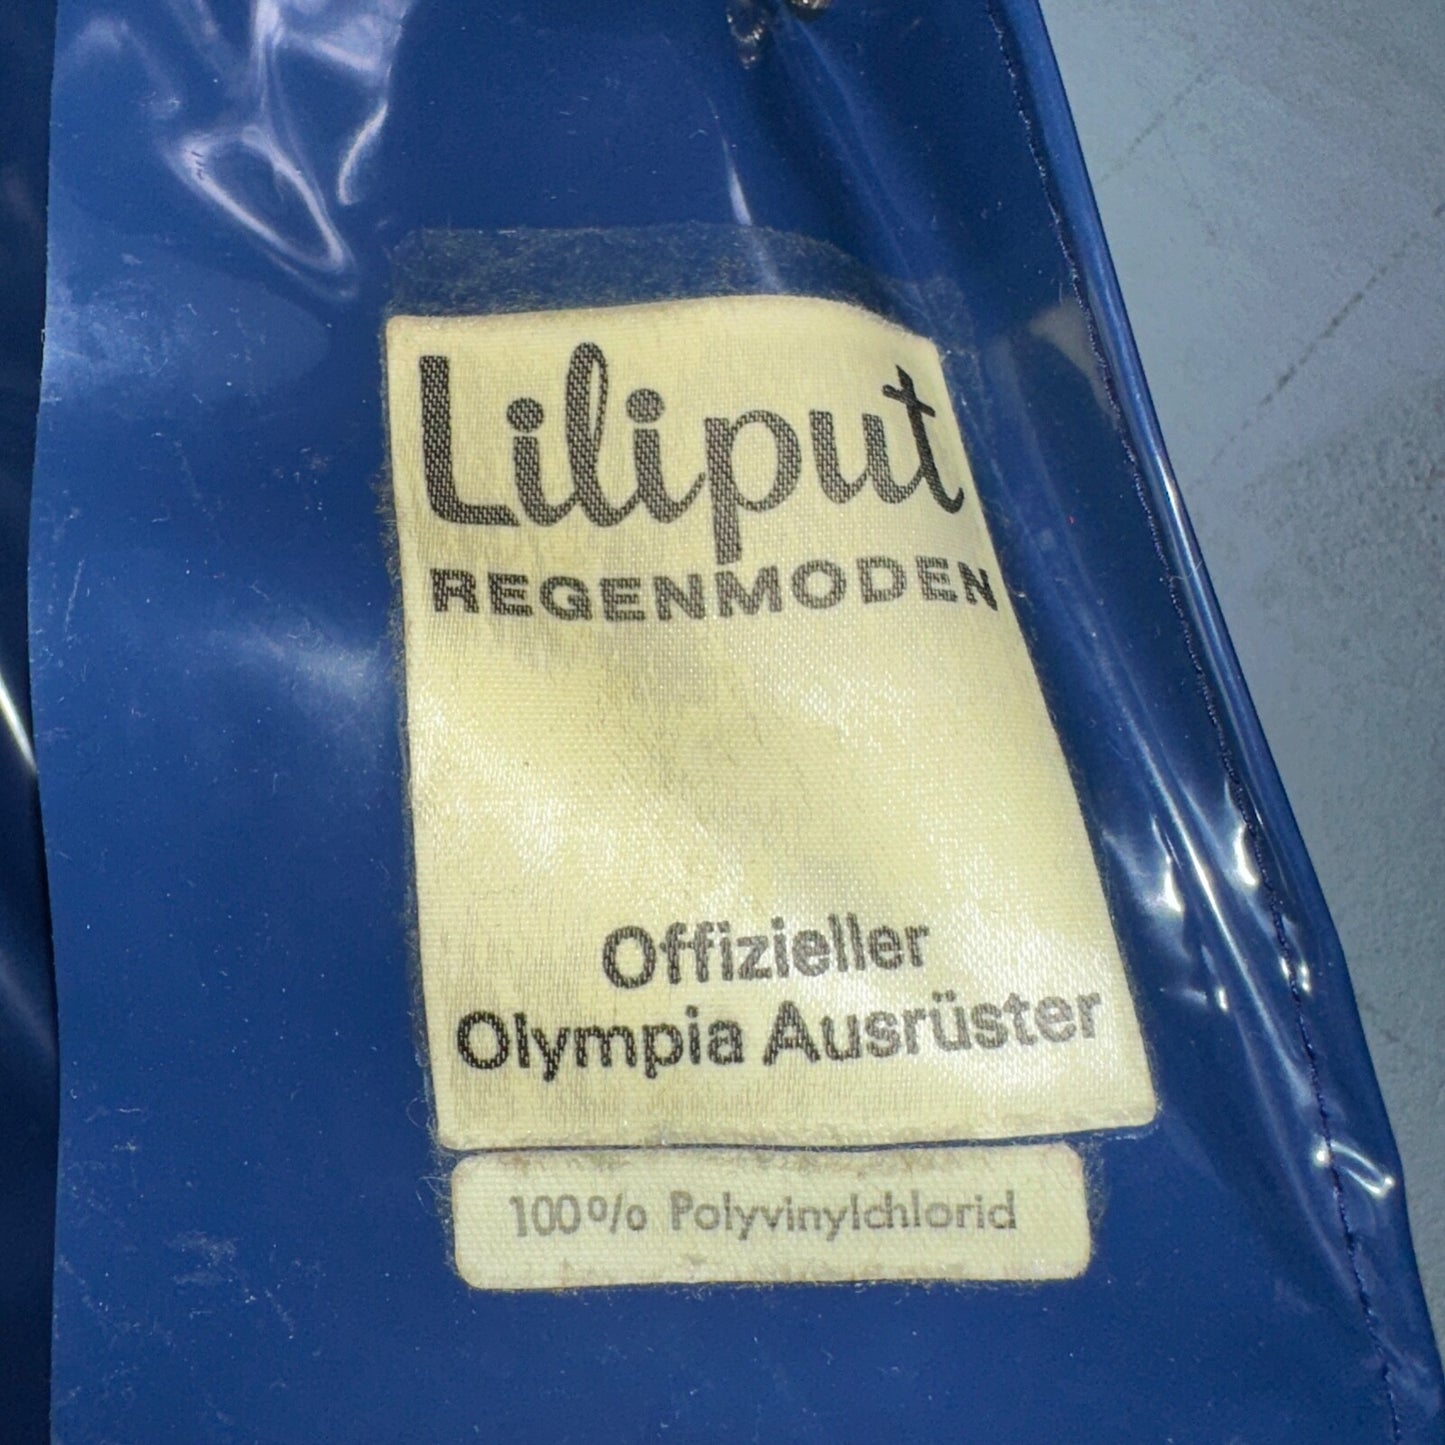 Liliput
REGENMODEN
Offizieller
Olympia Ausrüster
100% Polyvinylchlorid